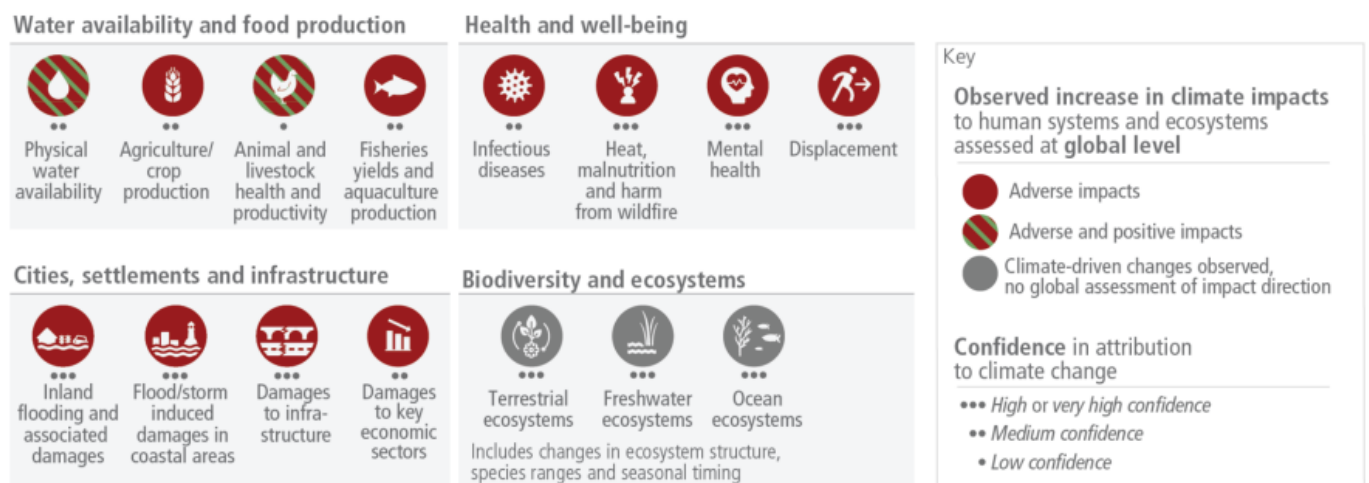 Water availability and food production
Physical
water
availability
Agriculture/
crop
production
Animal and
livestock
health and
productivity
Fisheries
yields and
aquaculture
production
Health and well-being
Infectious
diseases
Heat,
malnutrition
and harm
from wildfire
Mental
health
Displacement
Cities, settlements and infrastructure
Inland
flooding and
associated
damages
Flood/storm
induced
damages in
coastal areas
Damages
to infra-
structure
Damages
to key
economic
sectors
Biodiversity and ecosystems
Terrestrial
ecosystems
Freshwater
ecosystems
Ocean
ecosystems
Includes changes in ecosystem structure,
species ranges and seasonal timing
Key
Observed increase in climate impacts
to human systems and ecosystems
assessed at global level
Adverse impacts
Adverse and positive impacts
Climate-driven changes observed,
no global assessment of impact direction
Confidence in attribution
to climate change
••• High or very high confidence
•• Medium confidence
• Low confidence